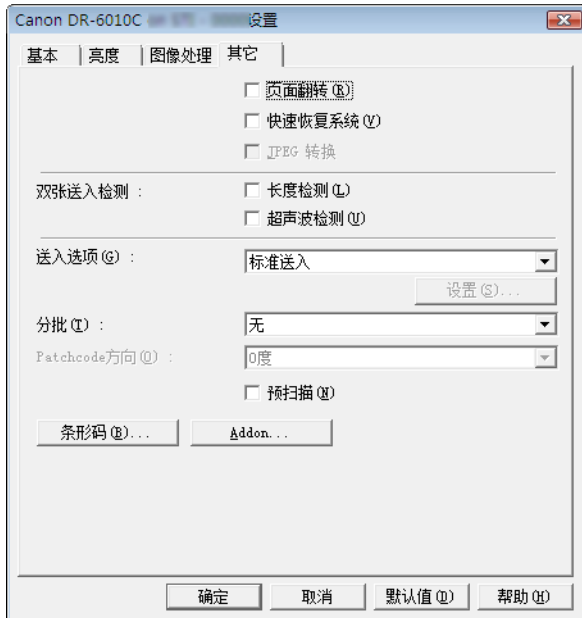 Canon DR-6010C 设置
基本 亮度 图像处理 其它
页面翻转(R)
快速恢复系统(V)
JPEG 转换
双张送入检测 : 长度检测(L)
超声波检测(U)
送入选项(G) : 标准送入
设置(S)...
分批(T) : 无
Patchcode方向(O) : 0度
预扫描(N)
条形码(B)... Addon...
确定 取消 默认值(D) 帮助(H)